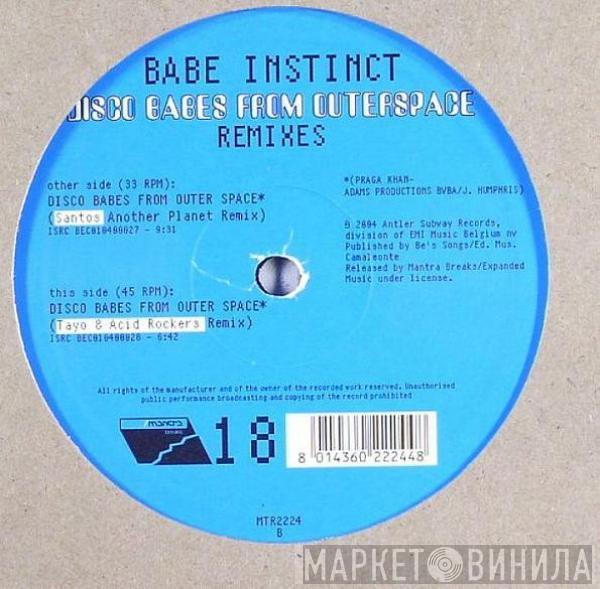 BABE INSTINCT
DISCO BABES FROM OUTERSPACE
REMIXES
other side (33 RPM):
DISCO BABES FROM OUTER SPACE*
(Santos Another Planet Remix)
ISRC BEC010400027 - 9:31
this side (45 RPM):
DISCO BABES FROM OUTER SPACE*
(Tayo & Acid Rockers Remix)
ISRC BEC010400028 - 6:42
*(PRAGA KHAN-
ADAMS PRODUCTIONS BVBA/J. HUMPHRIS)
℗ 2004 Antler Subway Records,
division of EMI Music Belgium nv
Published by Be's Songs/Ed. Mus.
Camaleonte
Released by Mantra Breaks/Expanded
Music under license.
All rights of the manufacturer and of the owner of the recorded work reserved. Unauthorised
public performance broadcasting and copying of the record prohibited
mantra
18
8 014360 222448
MTR2224
B
МАРКЕТ ВИНИЛА